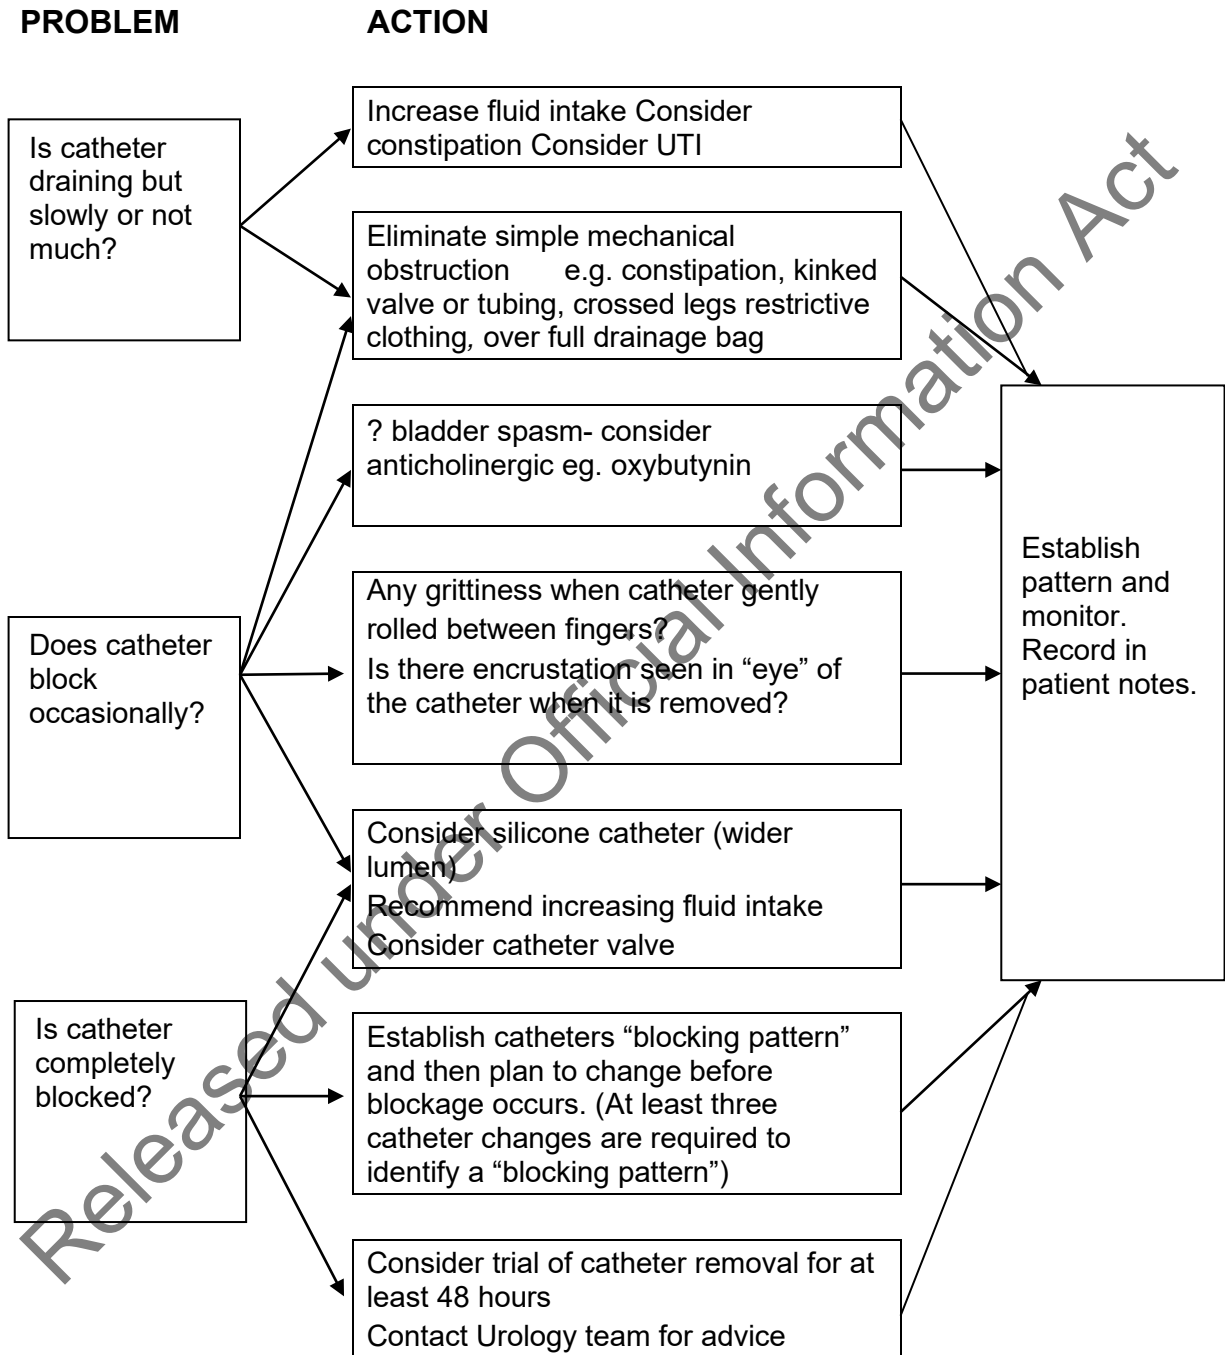 PROBLEM ACTION
Is catheter
draining but
slowly or not
much?
Increase fluid intake Consider
constipation Consider UTI
Eliminate simple mechanical
obstruction e.g. constipation, kinked
valve or tubing, crossed legs restrictive
clothing, over full drainage bag
? bladder spasm- consider
anticholinergic eg. oxybutynin
Does catheter
block
occasionally?
Any grittiness when catheter gently
rolled between fingers?
Is there encrustation seen in “eye” of
the catheter when it is removed?
Consider silicone catheter (wider
lumen)
Recommend increasing fluid intake
Consider catheter valve
Is catheter
completely
blocked?
Establish catheters “blocking pattern”
and then plan to change before
blockage occurs. (At least three
catheter changes are required to
identify a “blocking pattern”)
Consider trial of catheter removal for at
least 48 hours
Contact Urology team for advice
Establish
pattern and
monitor.
Record in
patient notes.
Released under Official Information Act